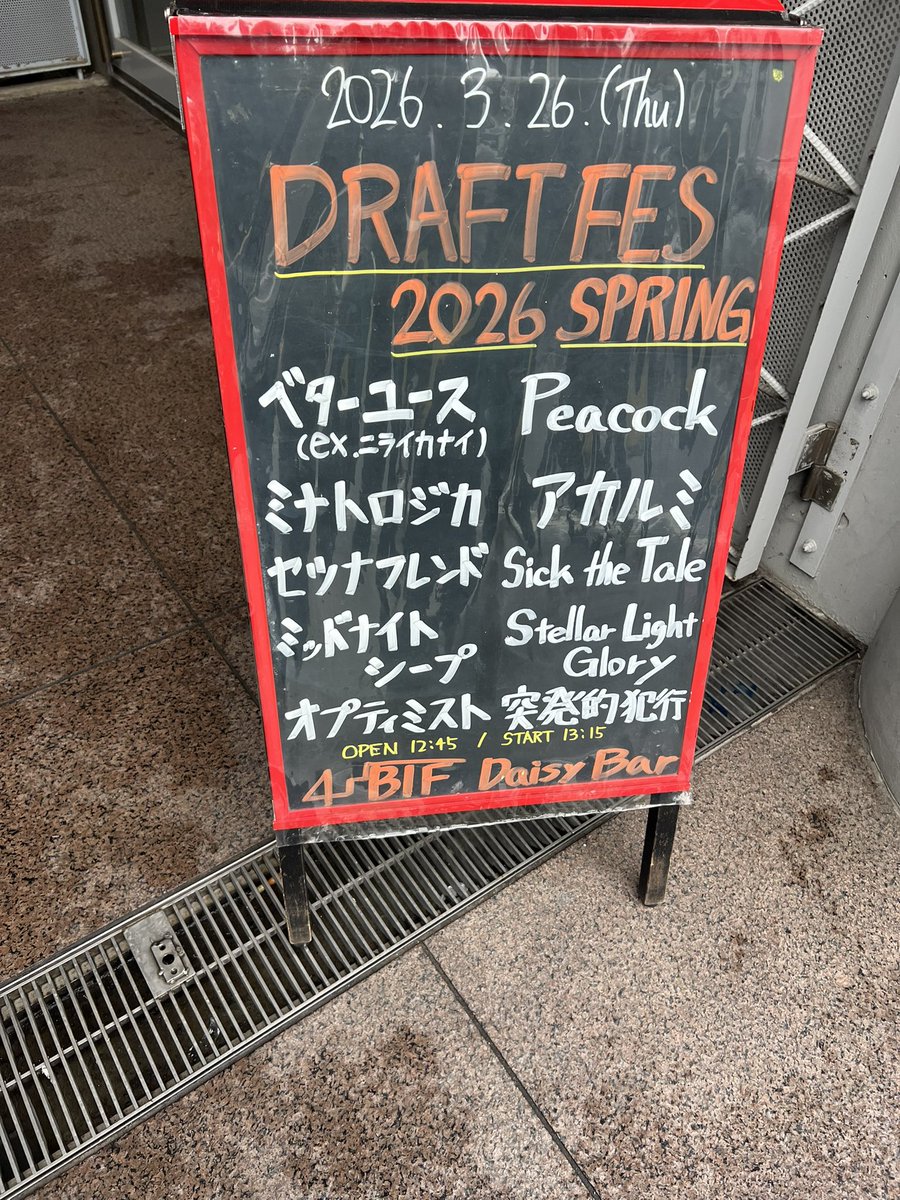 2026.3.26.(Thu)
DRAFT FES
2026 SPRING
ベターユース
(ex.ニライカナイ)
Peacock
ミナトロジカ
アカルミ
セツナフレンド
Sick the Tale
ミッドナイト
シープ
Stellar Light
Glory
オプティミスト
突発的犯行
OPEN 12:45 / START 13:15
BIF Daisy Bar